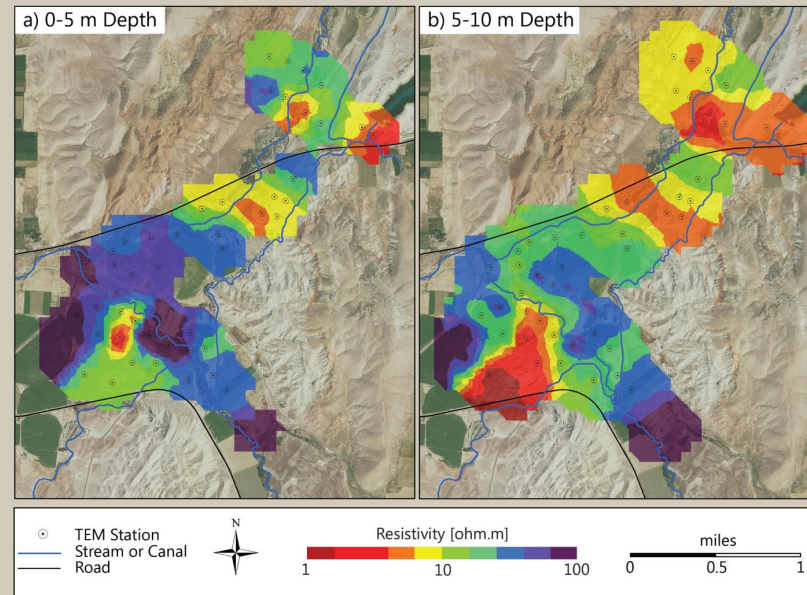 a) 0-5 m Depth
b) 5-10 m Depth
TEM Station
Stream or Canal
Road
N
Resistivity [ohm.m]
1 10 100
miles
0 0.5 1